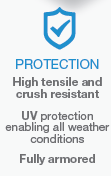 PROTECTION
High tensile and
crush resistant
UV protection
enabling all weather
conditions
Fully armored